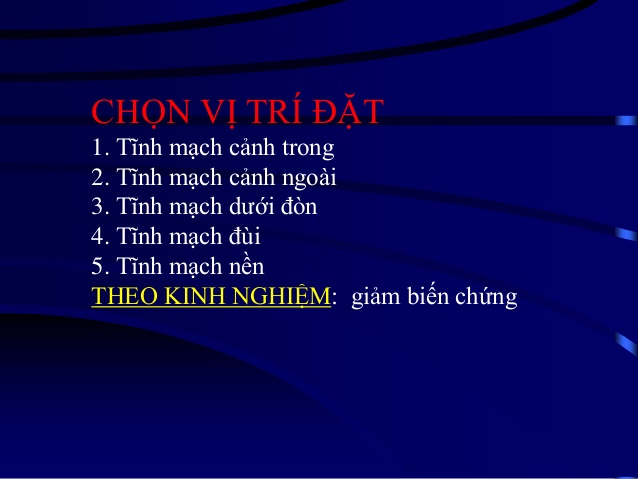 CHỌN VỊ TRÍ ĐẶT
1. Tĩnh mạch cảnh trong
2. Tĩnh mạch cảnh ngoài
3. Tĩnh mạch dưới đòn
4. Tĩnh mạch đùi
5. Tĩnh mạch nền
THEO KINH NGHIỆM: giảm biến chứng